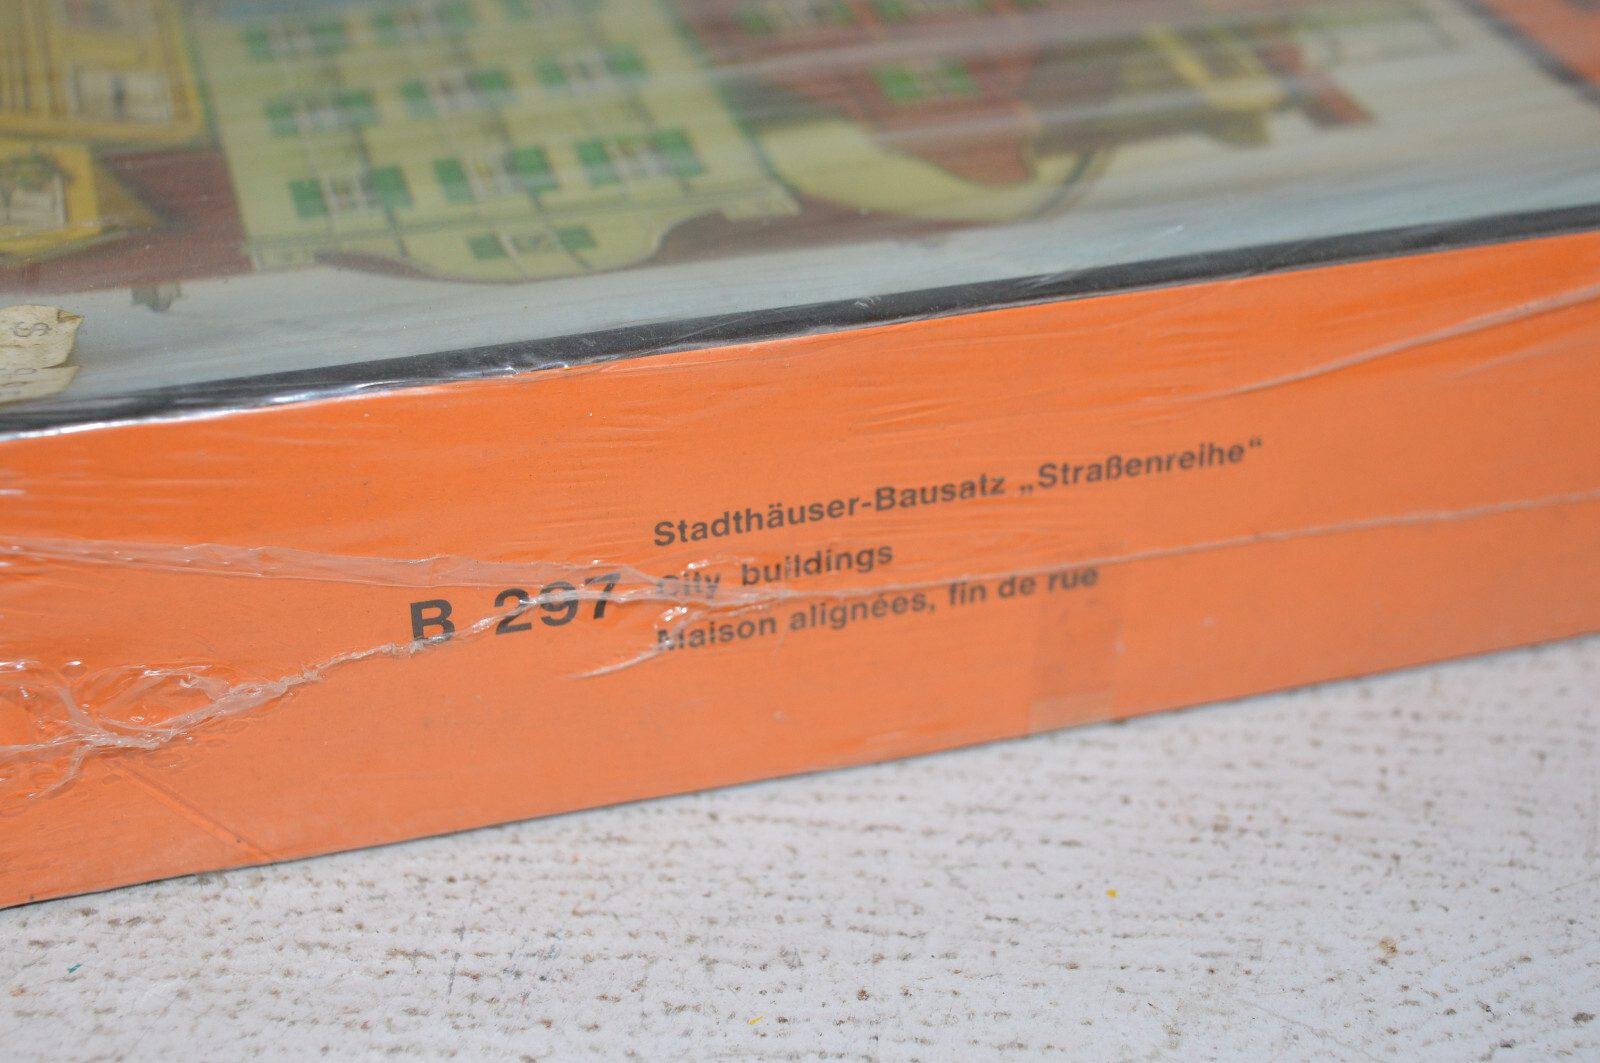 Stadthäuser-Bausatz „Straßenreihe“
B 297 City buildings
Maison alignées, fin de rue